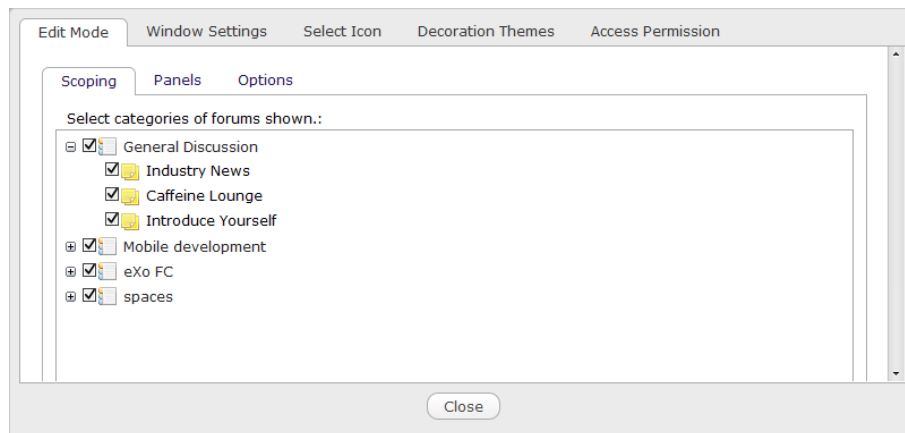 Edit Mode Window Settings Select Icon Decoration Themes Access Permission
Scoping Panels Options
Select categories of forums shown.:
General Discussion
Industry News
Caffeine Lounge
Introduce Yourself
Mobile development
eXo FC
spaces
Close